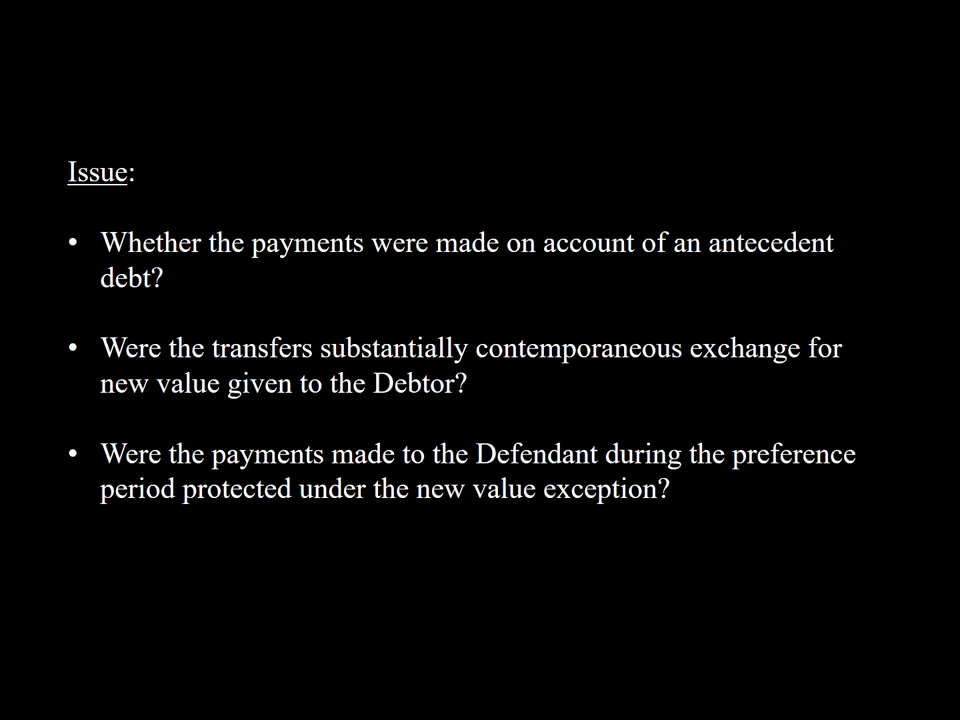 Issue:
• Whether the payments were made on account of an antecedent
debt?
• Were the transfers substantially contemporaneous exchange for
new value given to the Debtor?
• Were the payments made to the Defendant during the preference
period protected under the new value exception?